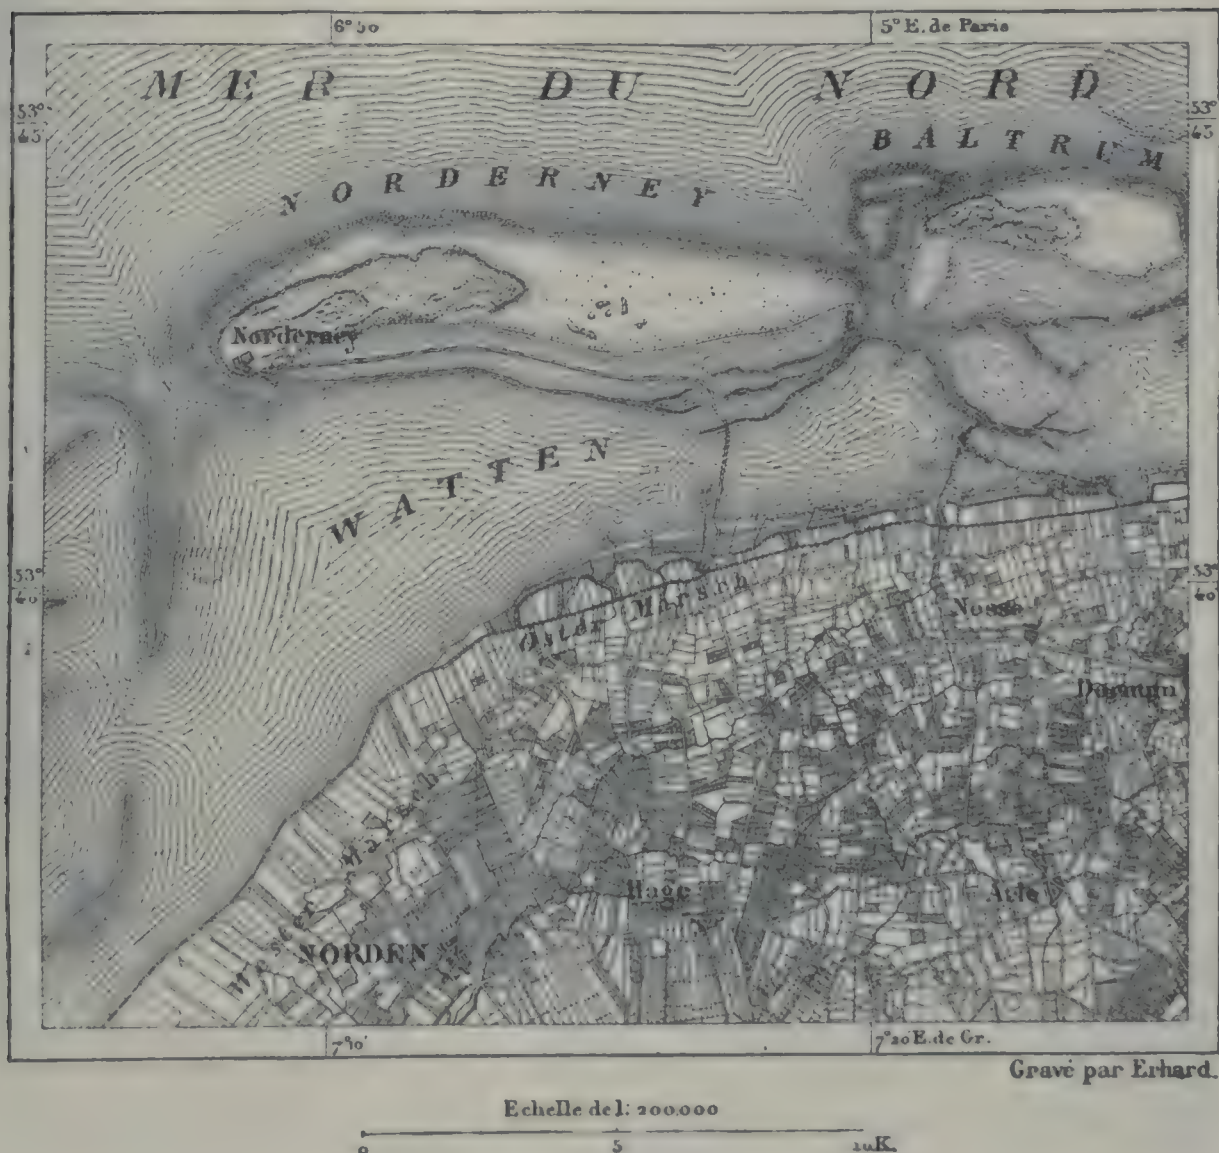 6° 50
5° E. de Paris
MER DU NORD
53°
45
53°
45
BALTRUM
NORDERNEY
Norderney
WATTEN
53°
40
53°
40
Oster Marsch
Nesse
Dornum
Wester Marsch
Hage
Arle
NORDEN
7° 10'
7° 20 E. de Gr.
Gravé par Erhard.
Echelle de 1: 200.000
0 5 10K.